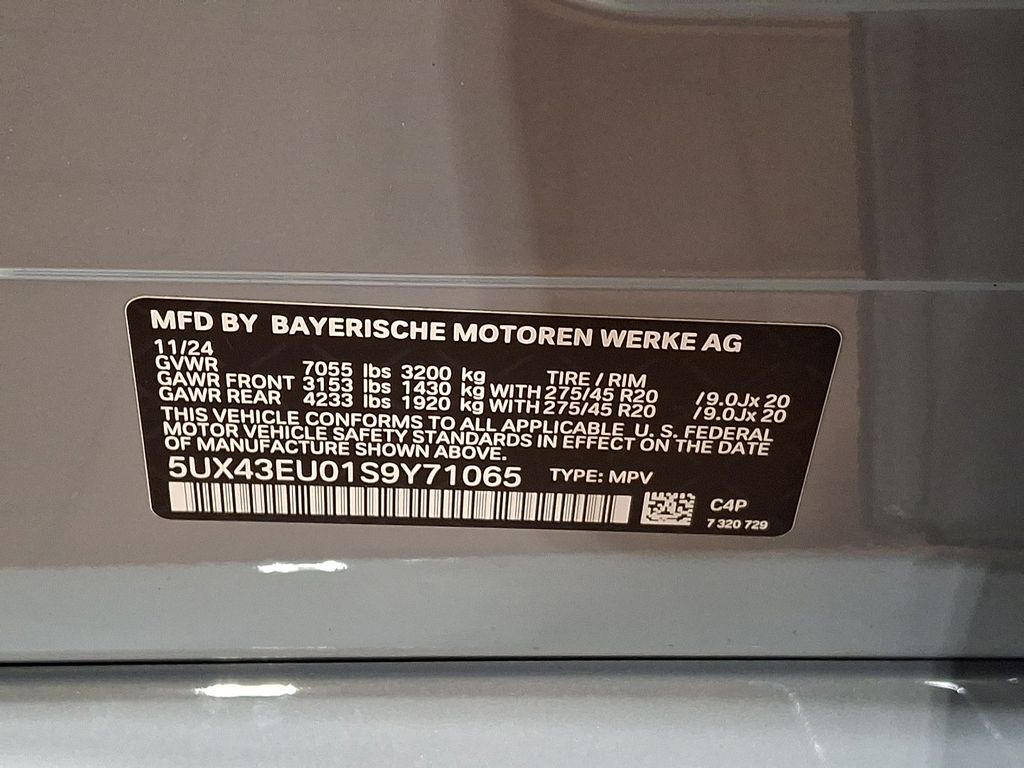 MFD BY BAYERISCHE MOTOREN WERKE AG
11/24
GVWR 7055 lbs 3200 kg TIRE / RIM
GAWR FRONT 3153 lbs 1430 kg WITH 275/45 R20 /9.0Jx 20
GAWR REAR 4233 lbs 1920 kg WITH 275/45 R20 /9.0Jx 20
THIS VEHICLE CONFORMS TO ALL APPLICABLE U. S. FEDERAL
MOTOR VEHICLE SAFETY STANDARDS IN EFFECT ON THE DATE
OF MANUFACTURE SHOWN ABOVE.
5UX43EU01S9Y71065 TYPE: MPV
C4P
7 320 729